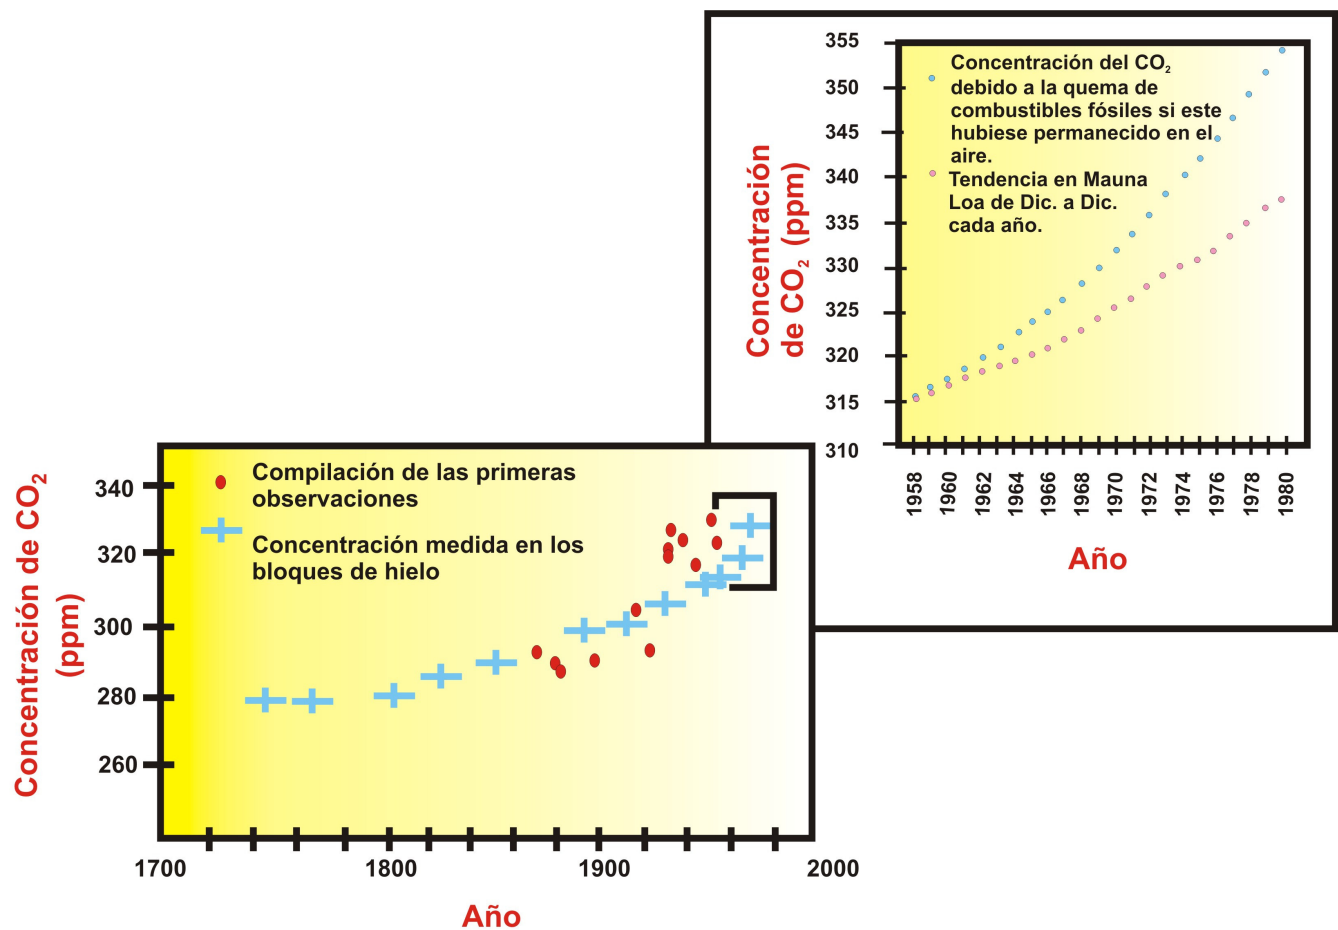 355
350
345
340
335
330
325
320
315
310
Concentración
de CO₂ (ppm)
Concentración del CO₂
debido a la quema de
combustibles fósiles si este
hubiese permanecido en el
aire.
Tendencia en Mauna
Loa de Dic. a Dic.
cada año.
1958
1960
1962
1964
1966
1968
1970
1972
1974
1976
1978
1980
Año
Concentración de CO₂
(ppm)
340
320
300
280
260
Compilación de las primeras
observaciones
Concentración medida en los
bloques de hielo
1700
1800
1900
2000
Año